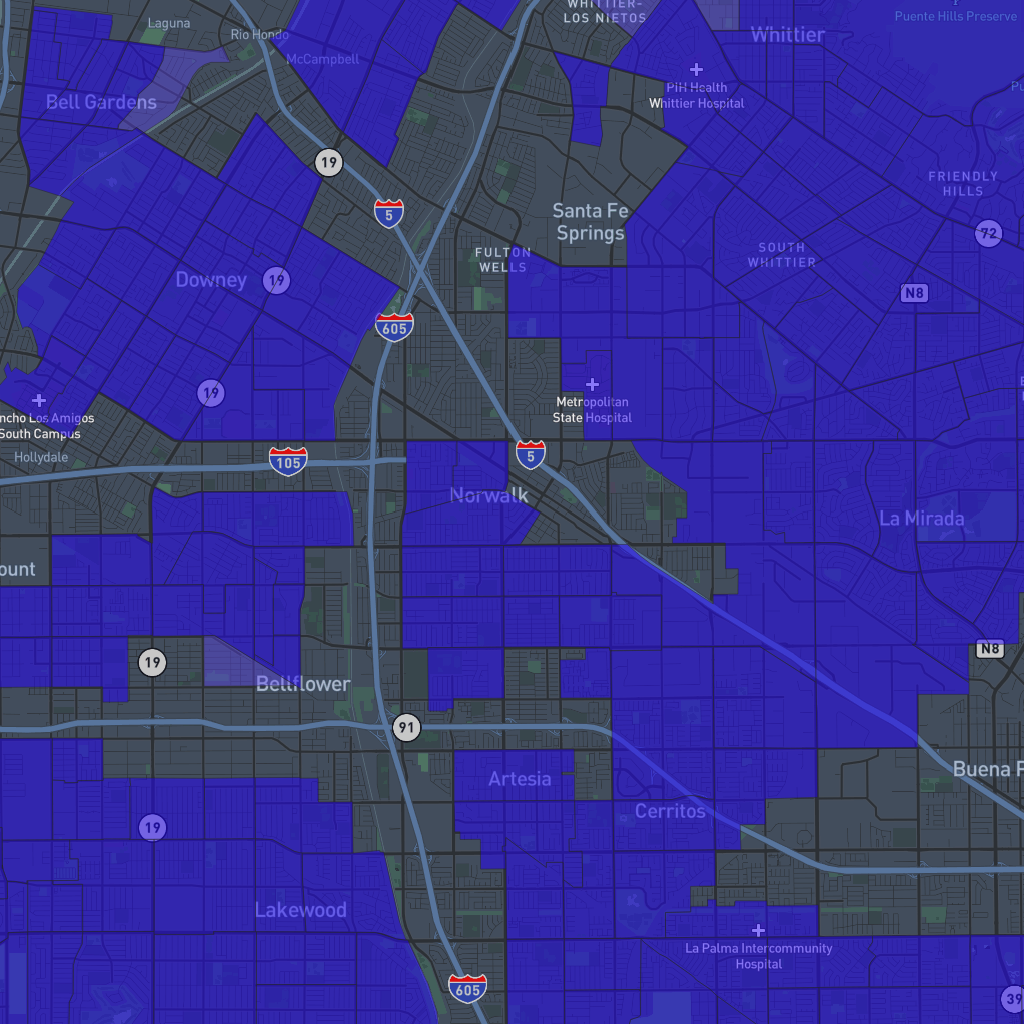 WHITTIER-
LOS NIETOS
Laguna
Rio Hondo
Puente Hills Preserve
Whittier
McCampbell
Bell Gardens
PIH Health
Whittier Hospital
19
5
FRIENDLY
HILLS
Santa Fe
Springs
72
SOUTH
WHITTIER
FULTON
WELLS
Downey
19
N8
605
19
Metropolitan
State Hospital
ncho Los Amigos
South Campus
Hollydale
105
5
Norwalk
La Mirada
ount
19
N8
Bellflower
91
Buena P
Artesia
Cerritos
19
Lakewood
La Palma Intercommunity
Hospital
605
39